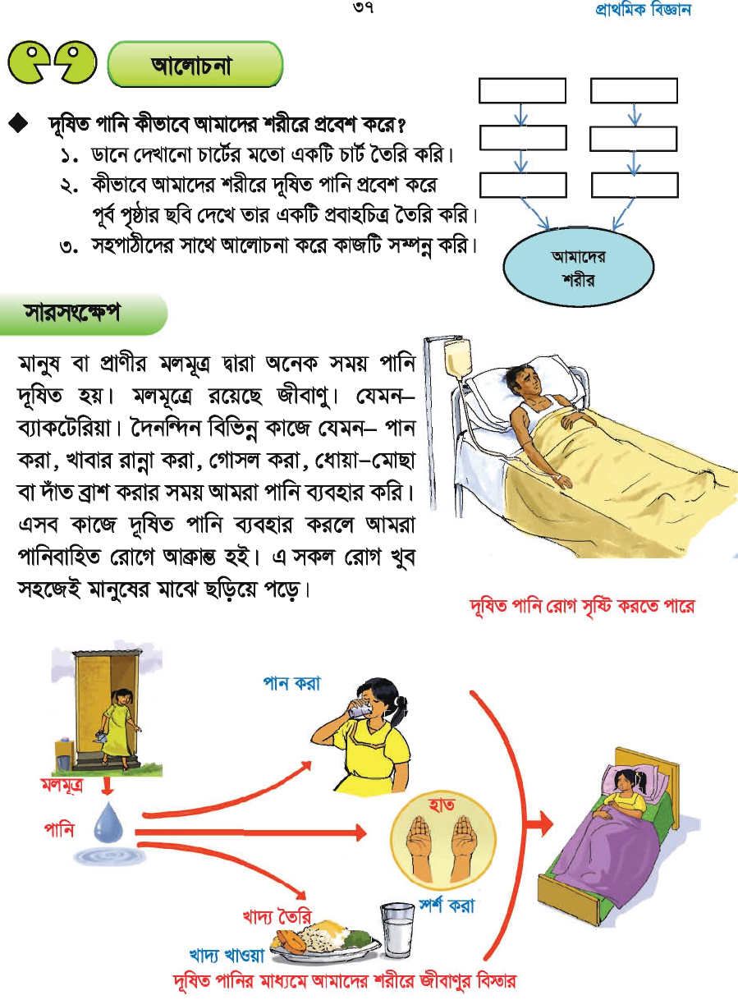 ৩৭
প্রাথমিক বিজ্ঞান
আলোচনা
দূষিত পানি কীভাবে আমাদের শরীরে প্রবেশ করে?
১. ডানে দেখানো চার্টের মতো একটি চার্ট তৈরি করি।
২. কীভাবে আমাদের শরীরে দূষিত পানি প্রবেশ করে
পূর্ব পৃষ্ঠার ছবি দেখে তার একটি প্রবাহচিত্র তৈরি করি।
৩. সহপাঠীদের সাথে আলোচনা করে কাজটি সম্পন্ন করি।
আমাদের
শরীর
সারসংক্ষেপ
মানুষ বা প্রাণীর মলমূত্র দ্বারা অনেক সময় পানি
দূষিত হয়। মলমূত্রে রয়েছে জীবাণু। যেমন–
ব্যাকটেরিয়া। দৈনন্দিন বিভিন্ন কাজে যেমন– পান
করা, খাবার রান্না করা, গোসল করা, ধোয়া–মোছা
বা দাঁত ব্রাশ করার সময় আমরা পানি ব্যবহার করি।
এসব কাজে দূষিত পানি ব্যবহার করলে আমরা
পানিবাহিত রোগে আক্রান্ত হই। এ সকল রোগ খুব
সহজেই মানুষের মাঝে ছড়িয়ে পড়ে।
দূষিত পানি রোগ সৃষ্টি করতে পারে
পান করা
মলমূত্র
পানি
হাত
স্পর্শ করা
খাদ্য তৈরি
খাদ্য খাওয়া
দূষিত পানির মাধ্যমে আমাদের শরীরে জীবাণুর বিস্তার